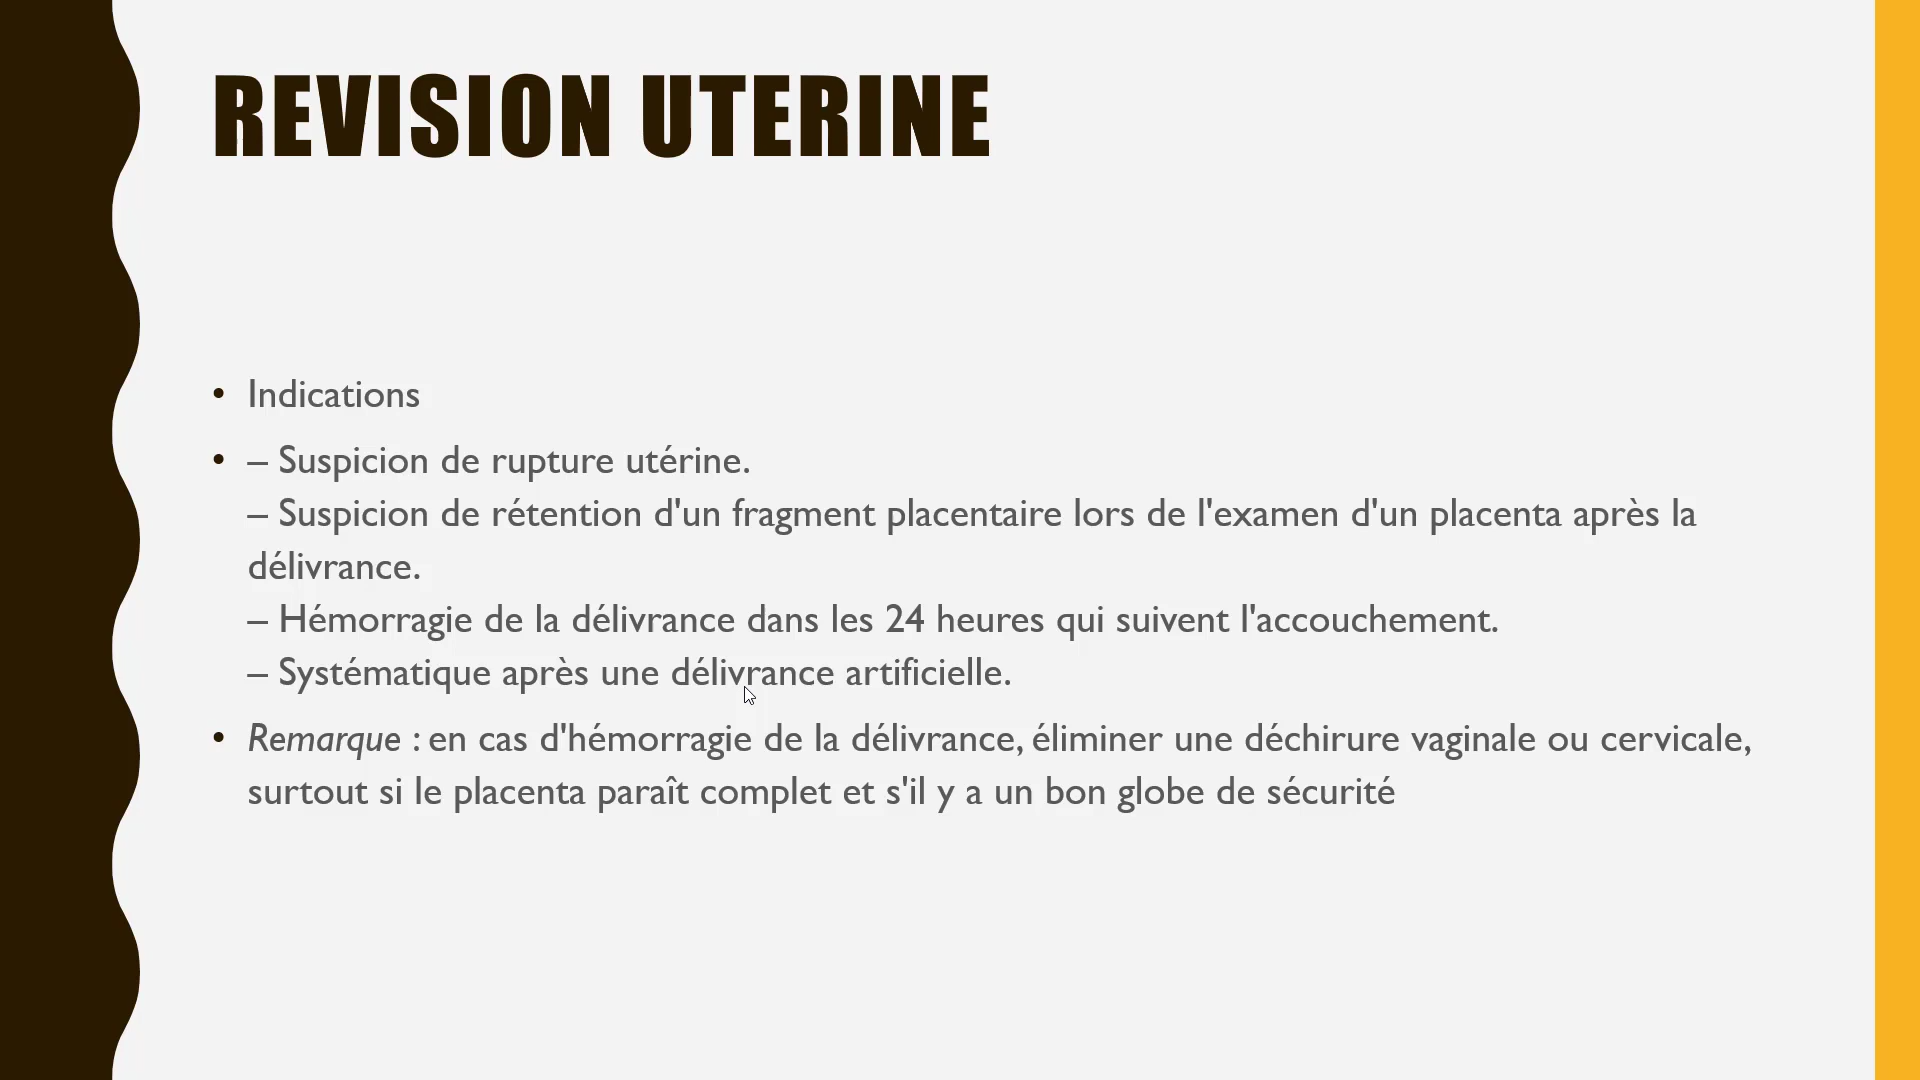 REVISION UTERINE
• Indications
• – Suspicion de rupture utérine.
– Suspicion de rétention d'un fragment placentaire lors de l'examen d'un placenta après la
délivrance.
– Hémorragie de la délivrance dans les 24 heures qui suivent l'accouchement.
– Systématique après une délivrance artificielle.
• Remarque : en cas d'hémorragie de la délivrance, éliminer une déchirure vaginale ou cervicale,
surtout si le placenta paraît complet et s'il y a un bon globe de sécurité